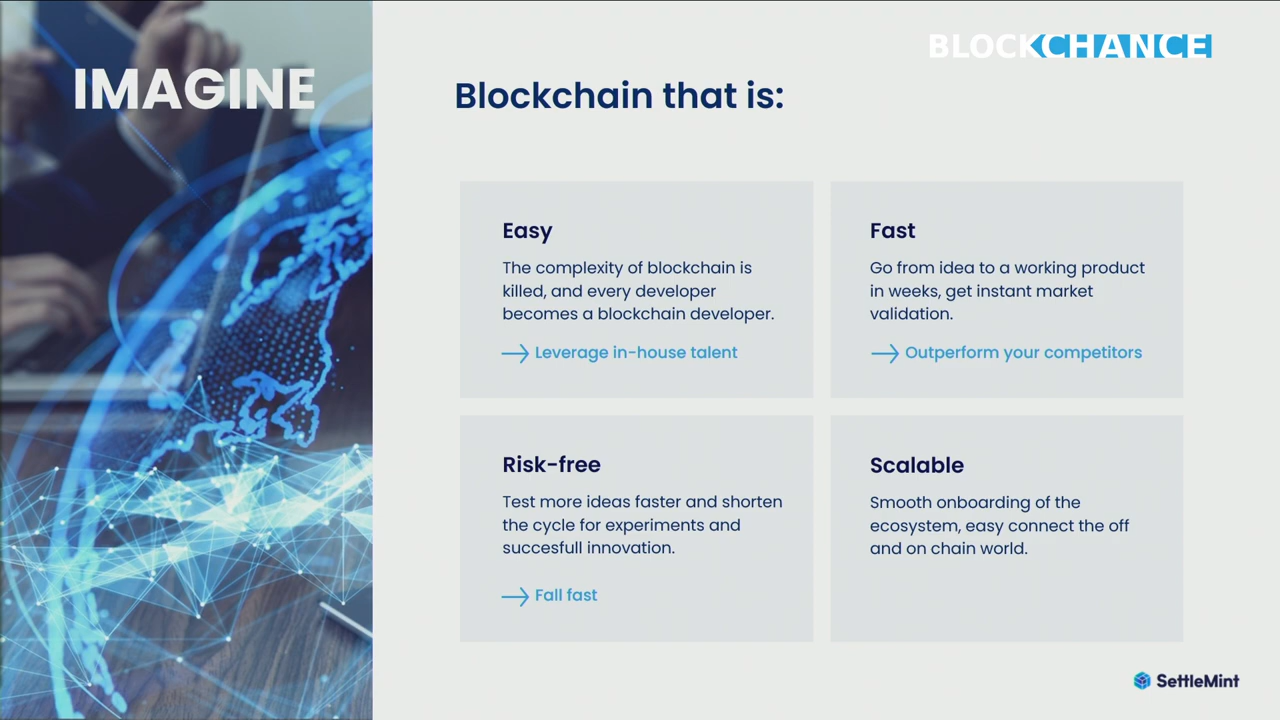 IMAGINE
BLOCKCHANCE
Blockchain that is:
Easy
The complexity of blockchain is
killed, and every developer
becomes a blockchain developer.
Leverage in-house talent
Fast
Go from idea to a working product
in weeks, get instant market
validation.
Outperform your competitors
Risk-free
Test more ideas faster and shorten
the cycle for experiments and
succesfull innovation.
Fall fast
Scalable
Smooth onboarding of the
ecosystem, easy connect the off
and on chain world.
SettleMint